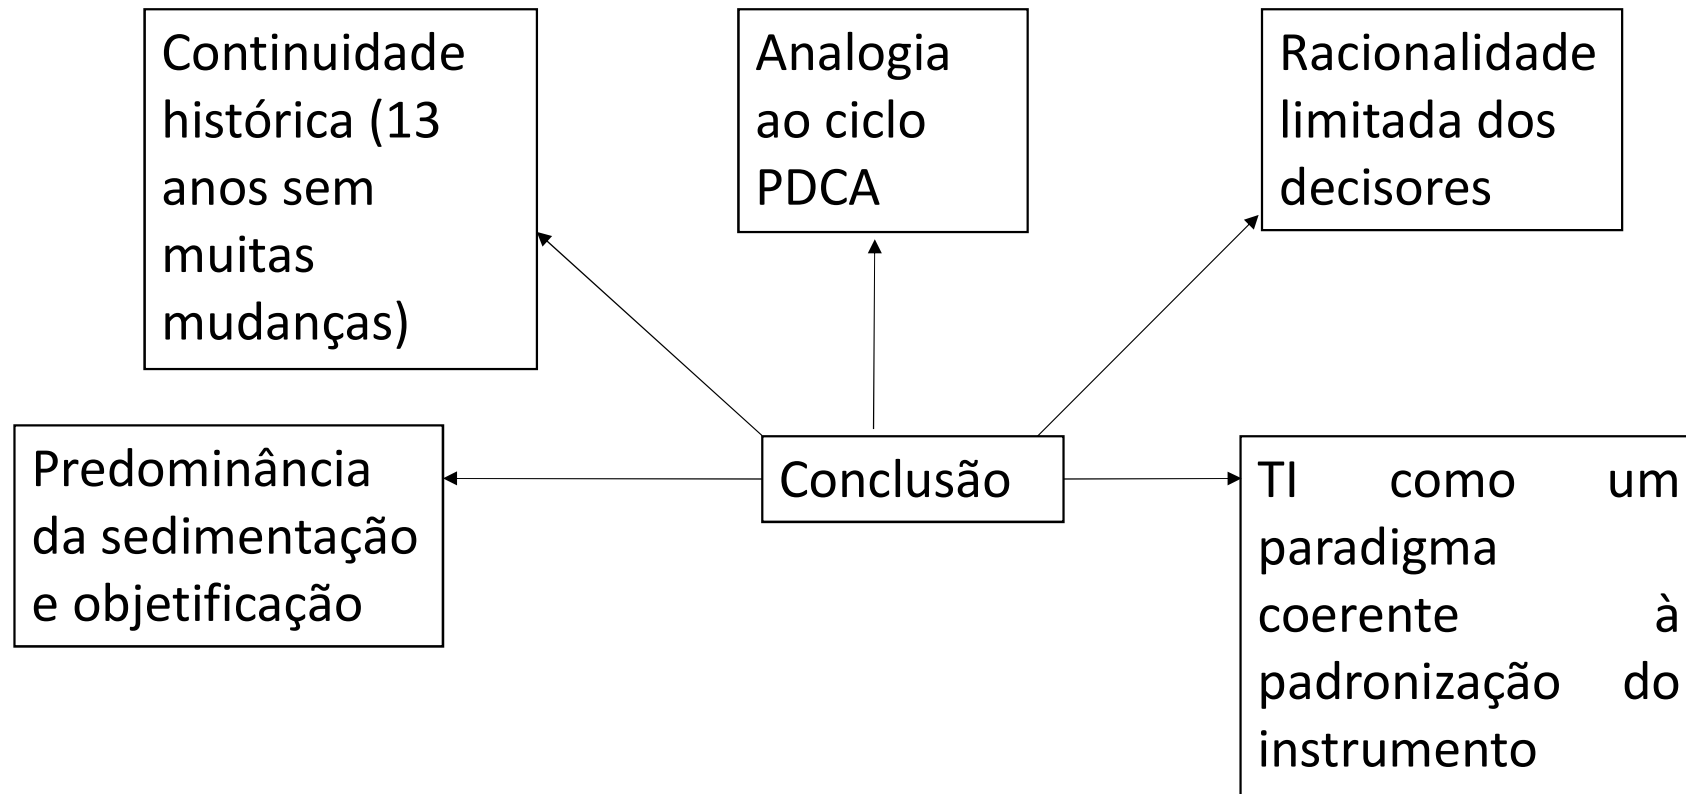 Continuidade
histórica (13
anos sem
muitas
mudanças)
Analogia
ao ciclo
PDCA
Racionalidade
limitada dos
decisores
Predominância
da sedimentação
e objetificação
Conclusão
TI como um
paradigma
coerente à
padronização do
instrumento